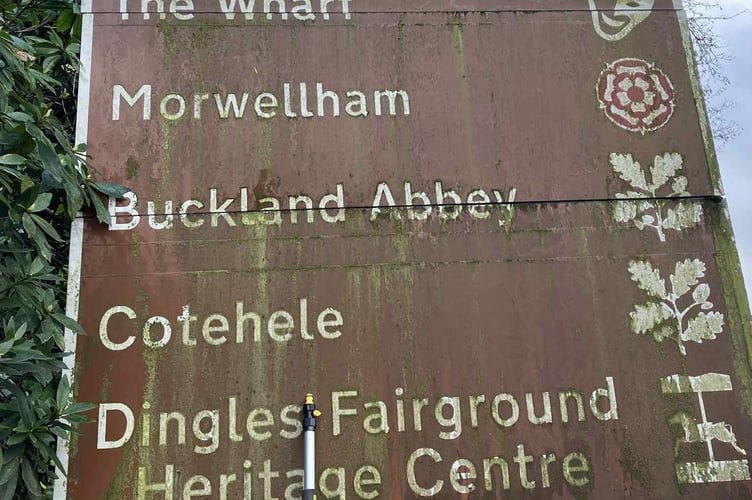 The Wharf
Morwellham
Buckland Abbey
Cotehele
Dingles Fairground
Heritage Centre